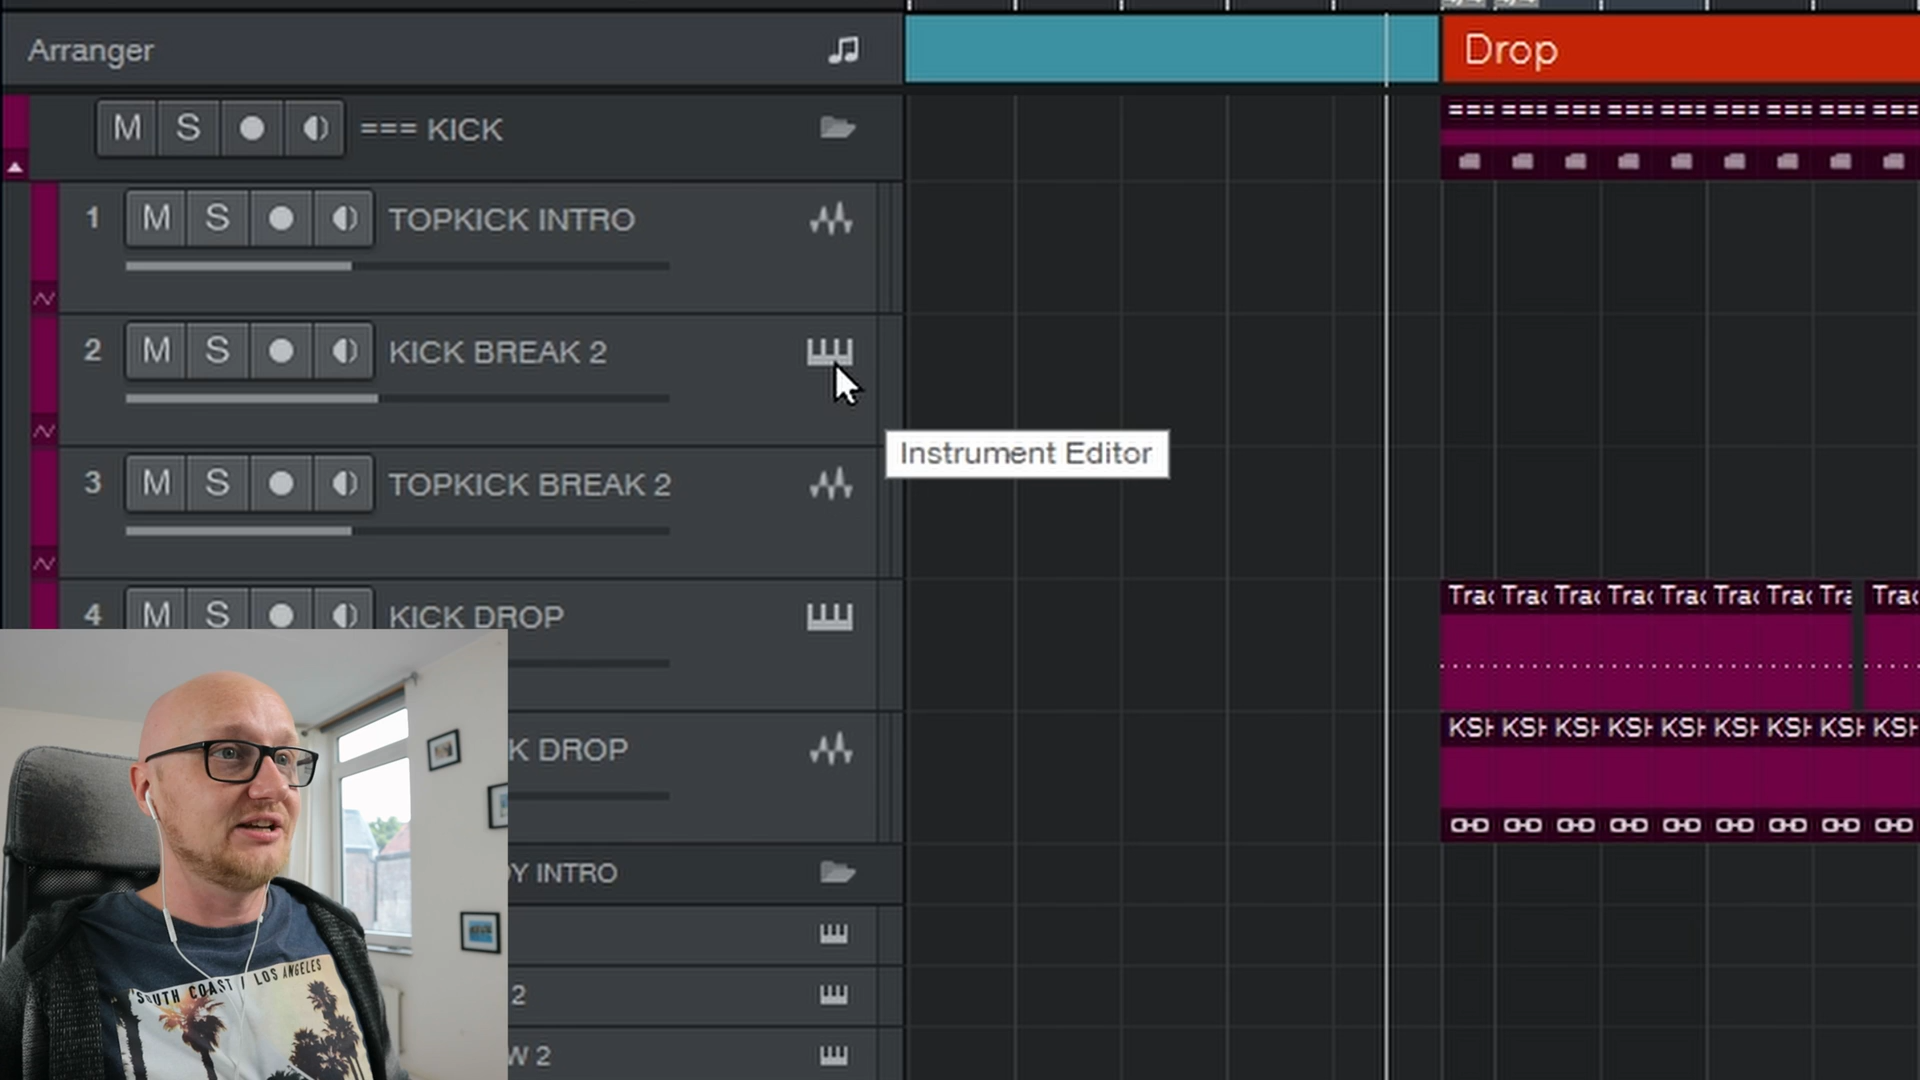 Arranger
Drop
M S === KICK
=== === === === === === === === ===
1 M S TOPKICK INTRO
2 M S KICK BREAK 2
Instrument Editor
3 M S TOPKICK BREAK 2
4 M S KICK DROP
Trac Trac Trac Trac Trac Trac Trac Tra Trac
K DROP
KSH KSH KSH KSH KSH KSH KSH KSH KSH
Y INTRO
2
W 2
SOUTH COAST / LOS ANGELES